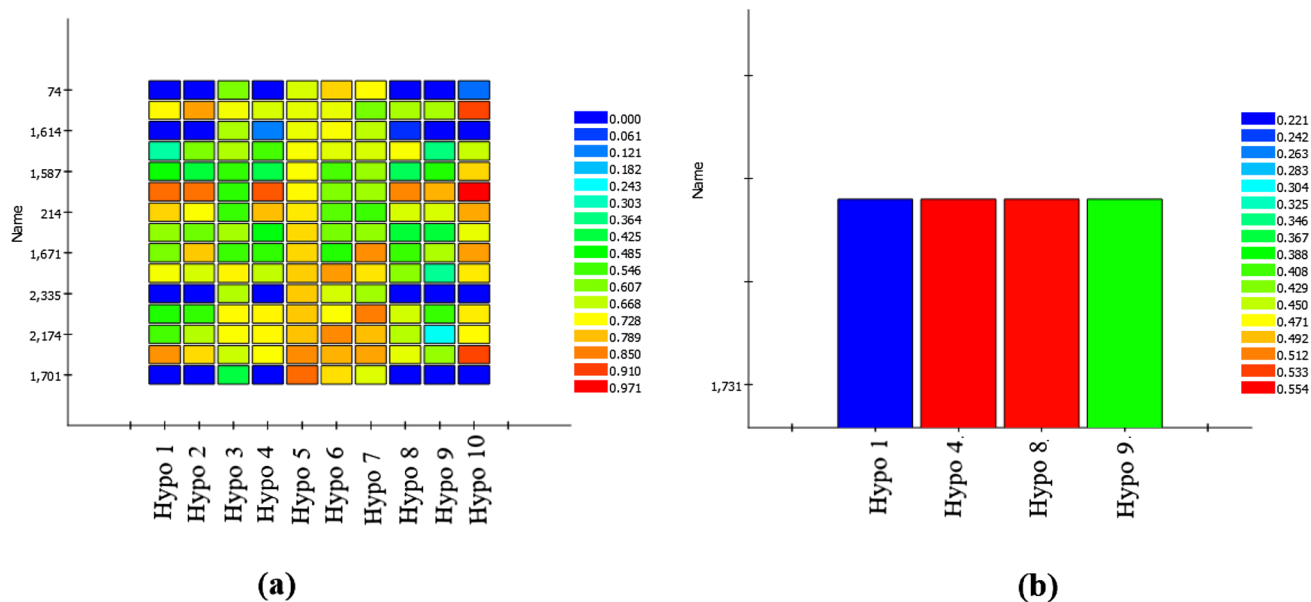 Name
74
1,614
1,587
214
1,671
2,335
2,174
1,701
Hypo 1
Hypo 2
Hypo 3
Hypo 4
Hypo 5
Hypo 6
Hypo 7
Hypo 8
Hypo 9
Hypo 10
0.000
0.061
0.121
0.182
0.243
0.303
0.364
0.425
0.485
0.546
0.607
0.668
0.728
0.789
0.850
0.910
0.971
(a)
Name
1,731
Hypo 1
Hypo 4.
Hypo 8.
Hypo 9.
0.221
0.242
0.263
0.283
0.304
0.325
0.346
0.367
0.388
0.408
0.429
0.450
0.471
0.492
0.512
0.533
0.554
(b)